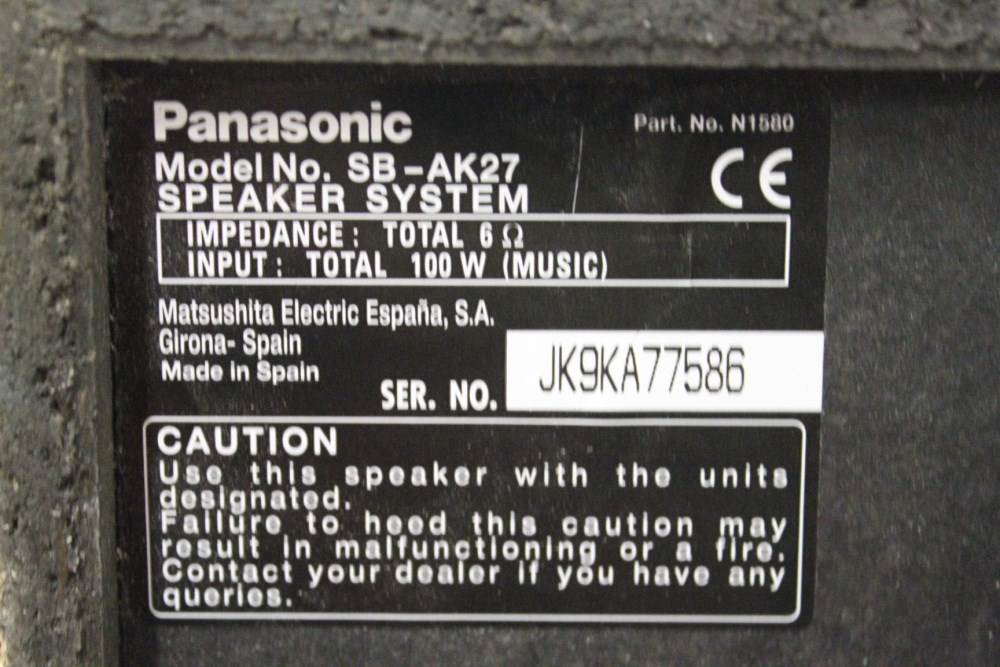 Panasonic
Part. No. N1580
Model No. SB-AK27
CE
SPEAKER SYSTEM
IMPEDANCE: TOTAL 6 Ω
INPUT: TOTAL 100 W (MUSIC)
Matsushita Electric España, S.A.
Girona- Spain
Made in Spain
SER. NO. JK9KA77586
CAUTION
Use this speaker with the units
designated.
Failure to heed this caution may
result in malfunctioning or a fire.
Contact your dealer if you have any
queries.